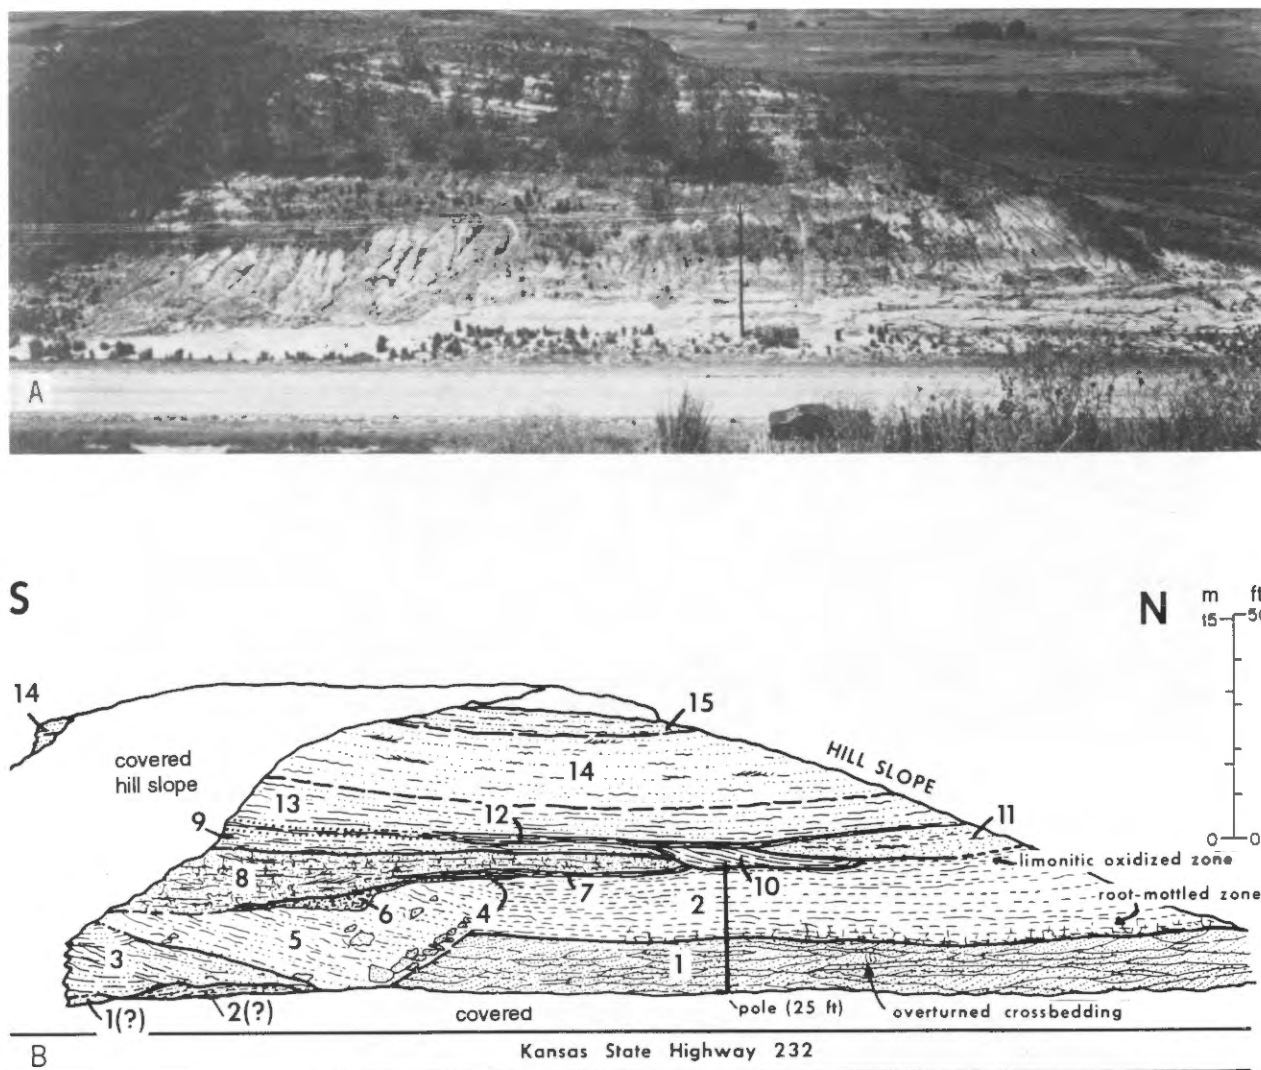 A
S
N
m ft
15 50
14
15
HILL SLOPE
covered
hill slope
14
13
12
11
9
0 0
limonitic oxidized zone
8
10
7
root-mottled zone
6
4
2
5
3
1
1(?)
2(?)
covered
pole (25 ft)
overturned crossbedding
B
Kansas State Highway 232